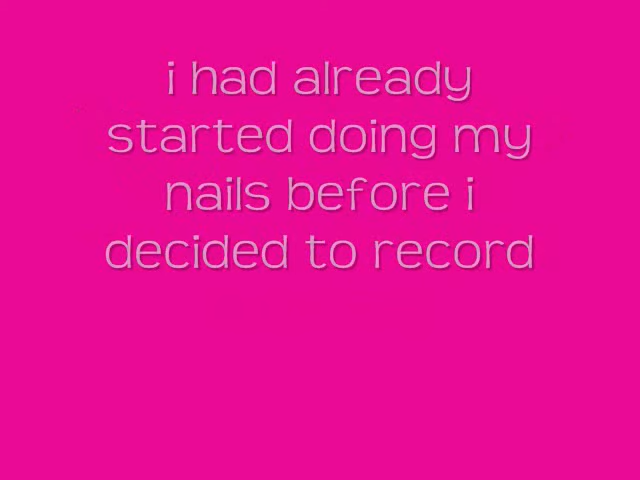 i had already
started doing my
nails before i
decided to record